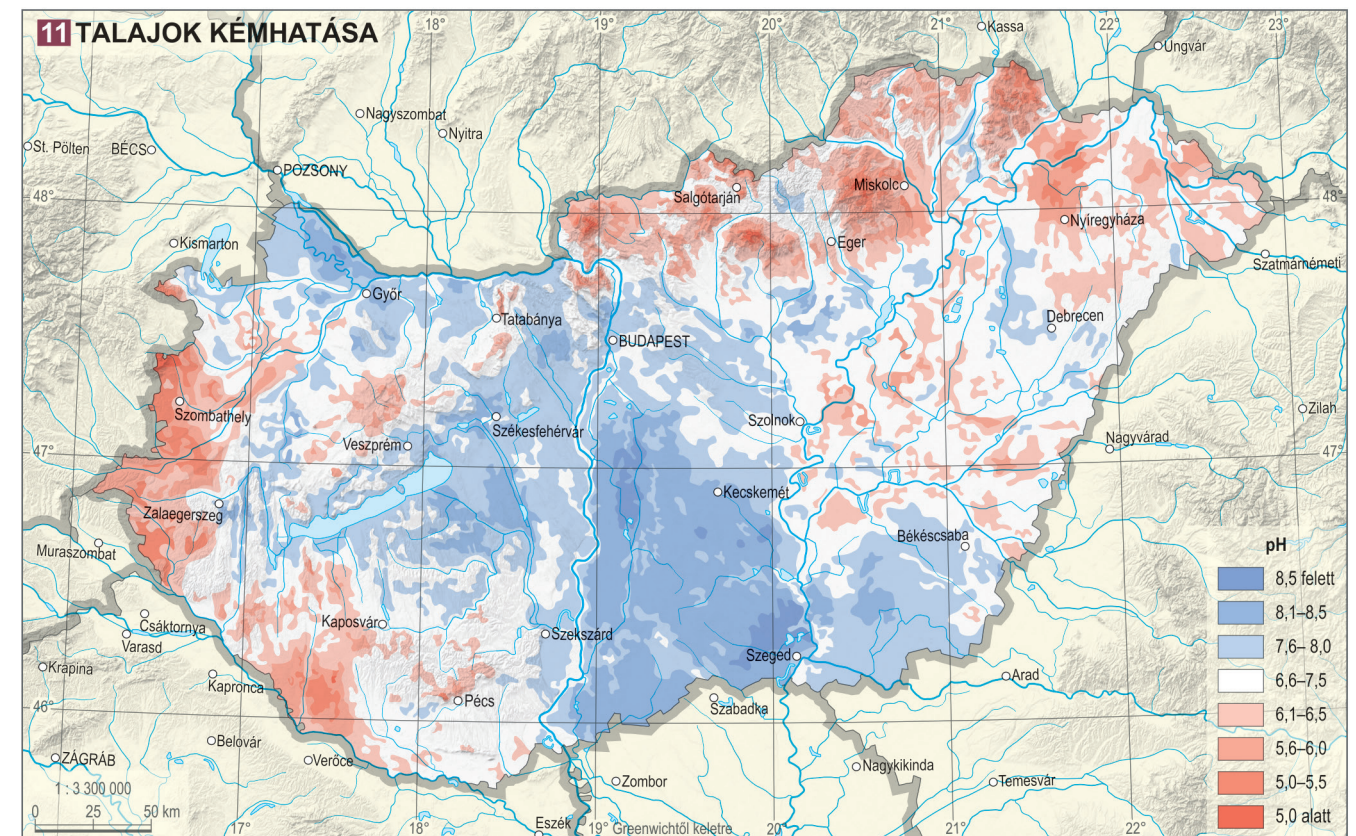 11 TALAJOK KÉMHATÁSA
18°
19°
20°
21°
22°
23°
Kassa
Ungvár
Nagyszombat
Nyitra
St. Pölten
BÉCS
POZSONY
48°
48°
Salgótarján
Miskolc
Nyíregyháza
Kismarton
Eger
Szatmárnémeti
Győr
Tatabánya
BUDAPEST
Debrecen
Szombathely
Székesfehérvár
Szolnok
Zilah
Veszprém
Nagyvárad
47°
47°
Kecskemét
Zalaegerszeg
Békéscsaba
Muraszombat
Csáktornya
Varasd
Kaposvár
Szekszárd
Szeged
Krapina
Kapronca
Pécs
Szabadka
Arad
46°
Belovár
ZÁGRÁB
Verőce
Zombor
Nagykikinda
Temesvár
Eszék
pH
8,5 felett
8,1–8,5
7,6– 8,0
6,6–7,5
6,1–6,5
5,6–6,0
5,0–5,5
5,0 alatt
1 : 3 300 000
0 25 50 km
17°
18°
19° Greenwichtől keletre
20°
21°
22°